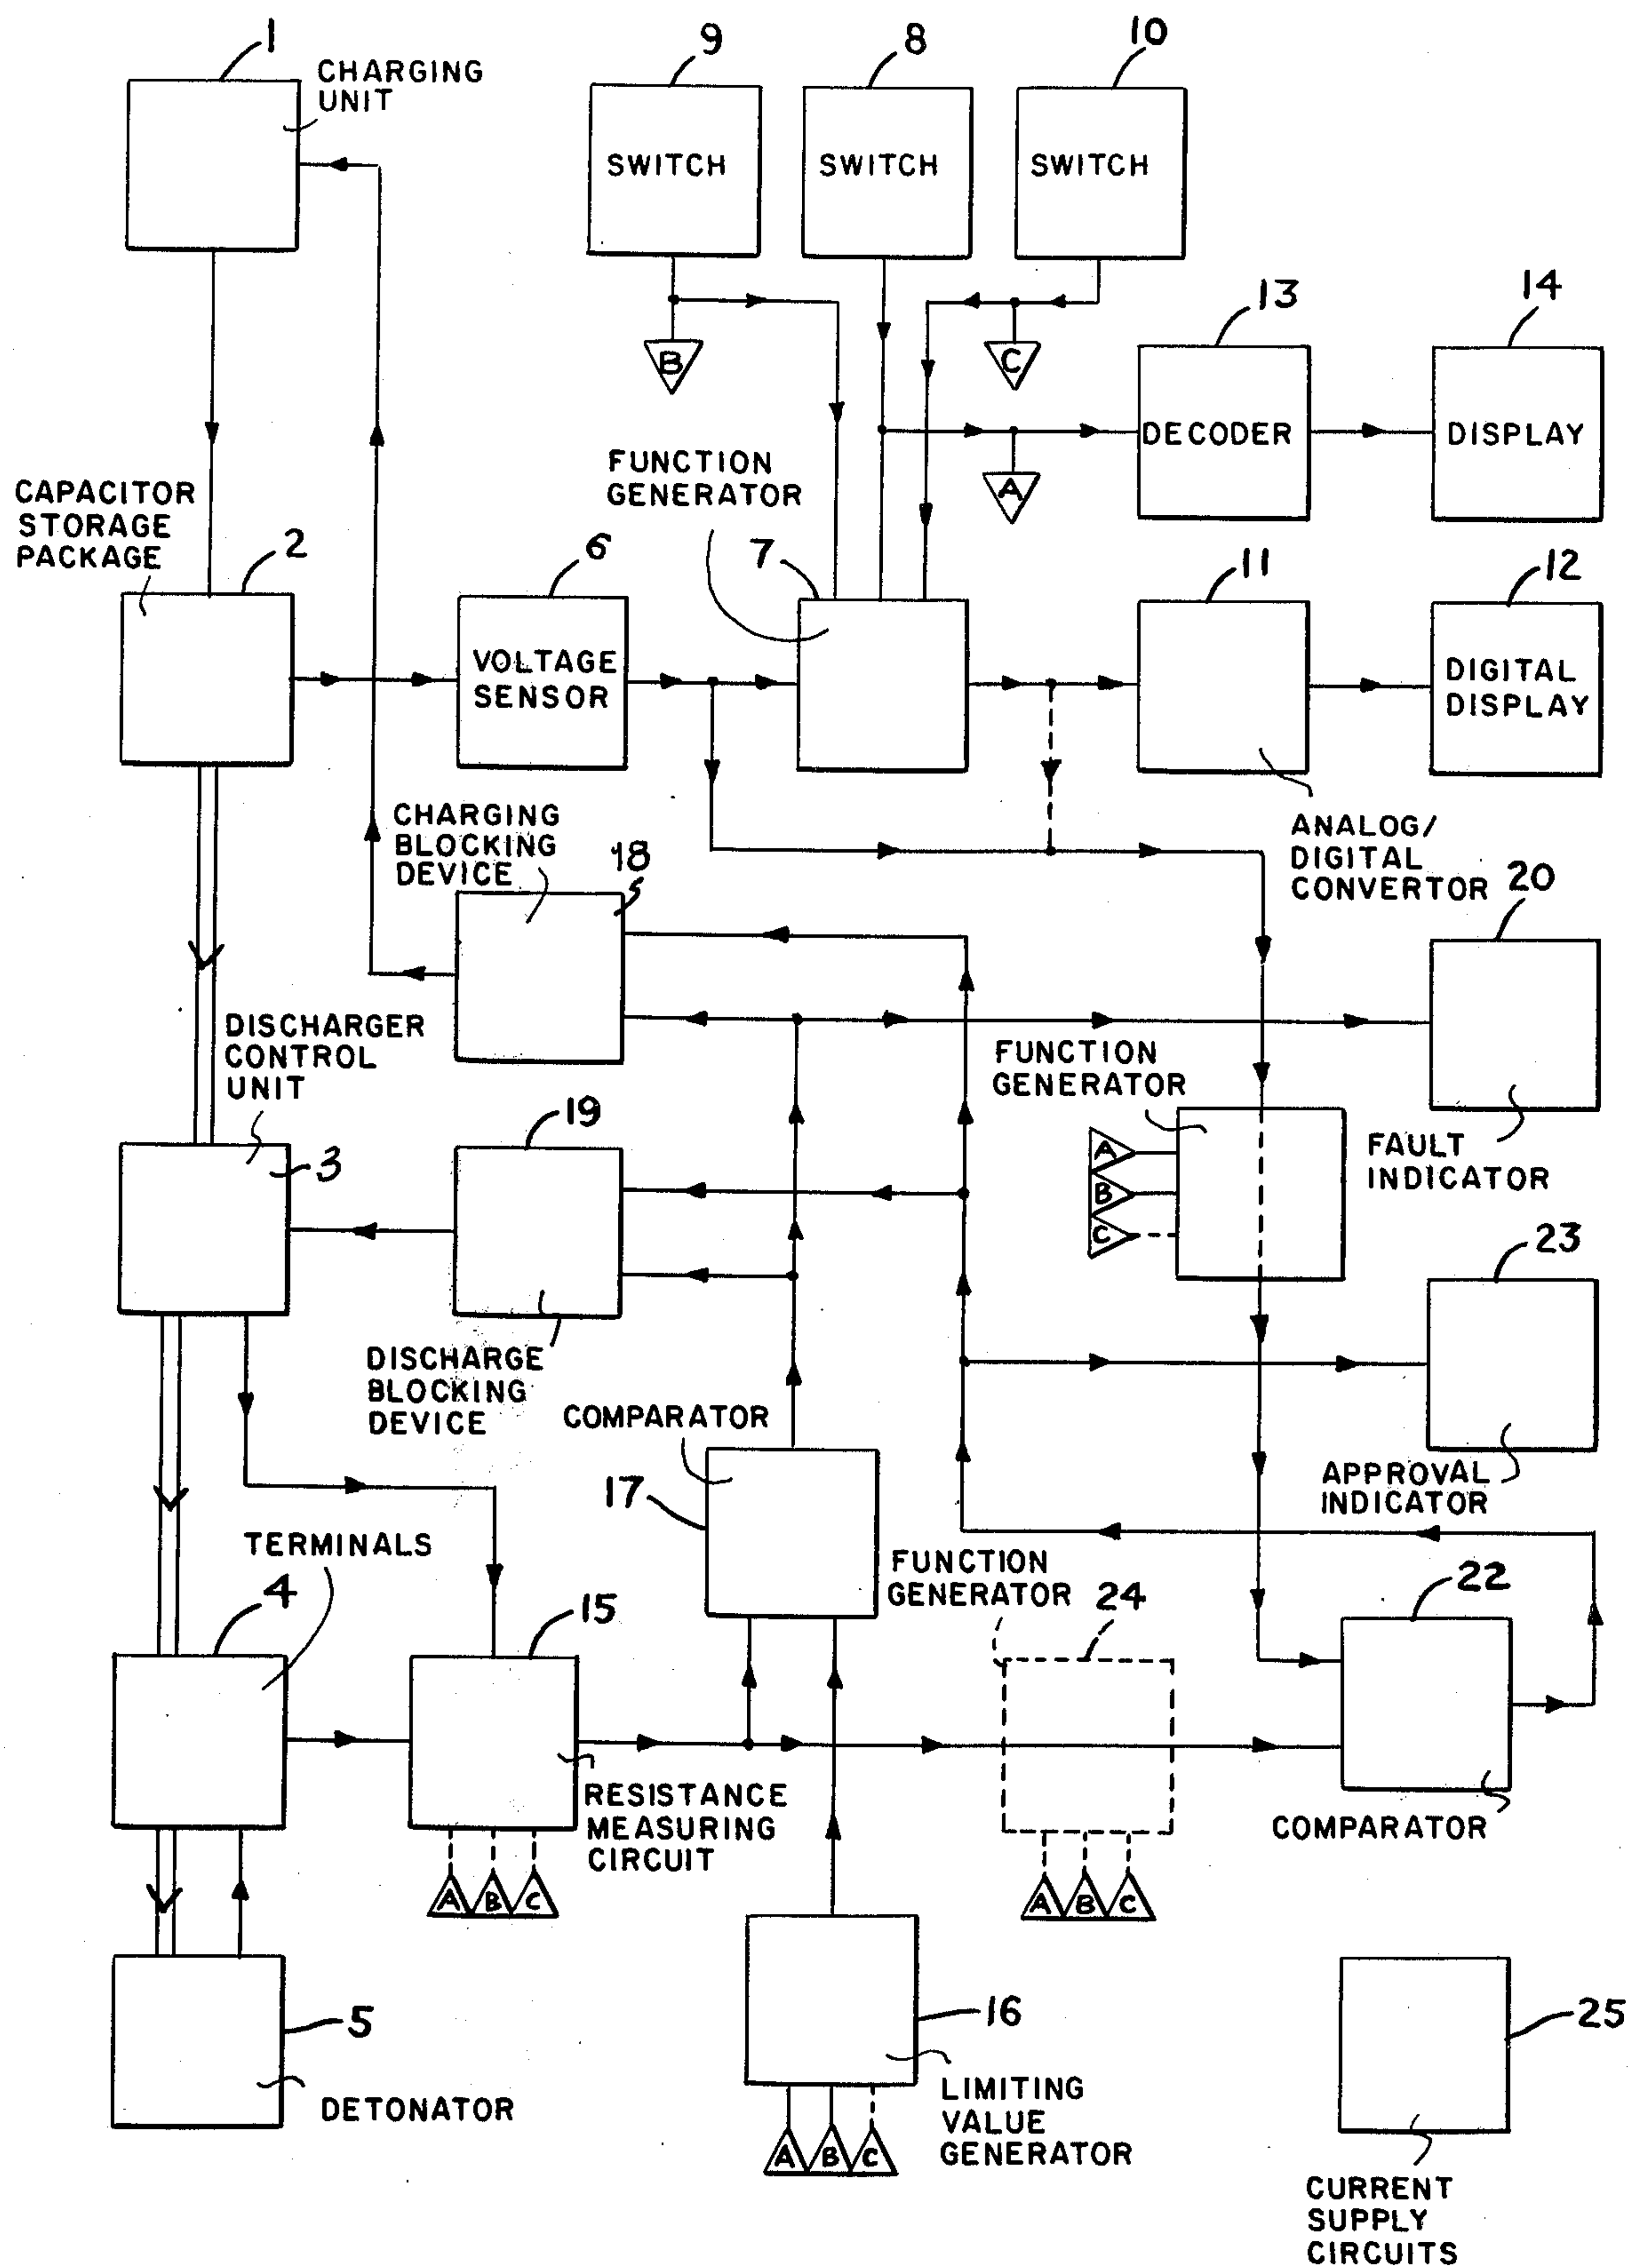 1
CHARGING
UNIT
9
SWITCH
8
SWITCH
10
SWITCH
B
C
A
13
DECODER
14
DISPLAY
CAPACITOR
STORAGE
PACKAGE
2
6
VOLTAGE
SENSOR
FUNCTION
GENERATOR
7
11
12
DIGITAL
DISPLAY
ANALOG/
DIGITAL
CONVERTOR
CHARGING
BLOCKING
DEVICE
18
20
FAULT
INDICATOR
DISCHARGER
CONTROL
UNIT
3
19
DISCHARGE
BLOCKING
DEVICE
FUNCTION
GENERATOR
A
B
C
23
APPROVAL
INDICATOR
COMPARATOR
17
TERMINALS
4
15
RESISTANCE
MEASURING
CIRCUIT
A B C
FUNCTION
GENERATOR
24
A B C
22
COMPARATOR
5
DETONATOR
16
LIMITING
VALUE
GENERATOR
A B C
25
CURRENT
SUPPLY
CIRCUITS